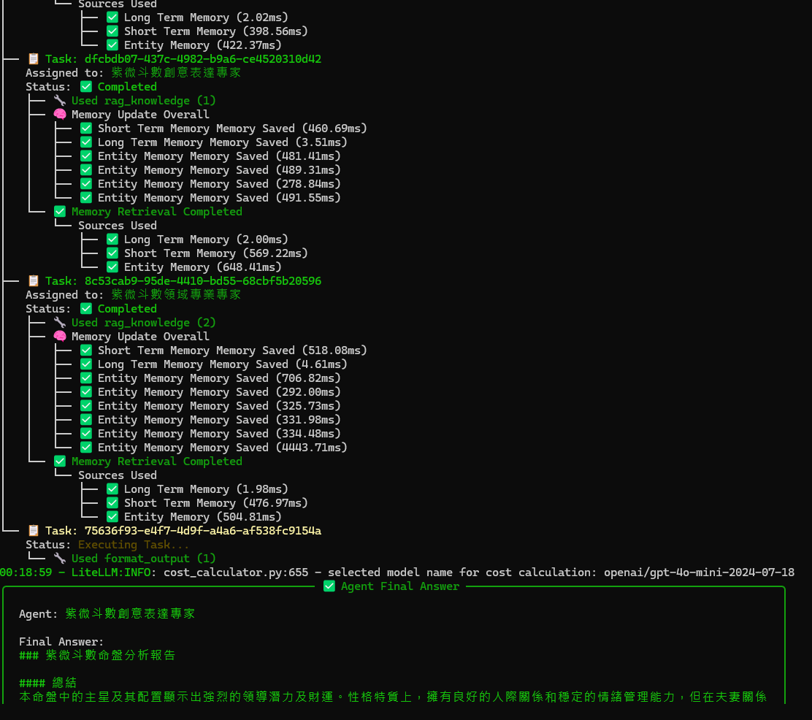 Sources Used
✅ Long Term Memory (2.02ms)
✅ Short Term Memory (398.56ms)
✅ Entity Memory (422.37ms)
📋 Task: dfcbdb07-437c-4982-b9a6-ce4520310d42
Assigned to: 紫微斗數創意表達專家
Status: ✅ Completed
🔧 Used rag_knowledge (1)
🧠 Memory Update Overall
✅ Short Term Memory Memory Saved (460.69ms)
✅ Long Term Memory Memory Saved (3.51ms)
✅ Entity Memory Memory Saved (481.41ms)
✅ Entity Memory Memory Saved (489.31ms)
✅ Entity Memory Memory Saved (278.84ms)
✅ Entity Memory Memory Saved (491.55ms)
✅ Memory Retrieval Completed
Sources Used
✅ Long Term Memory (2.00ms)
✅ Short Term Memory (569.22ms)
✅ Entity Memory (648.41ms)
📋 Task: 8c53cab9-95de-4410-bd55-68cbf5b20596
Assigned to: 紫微斗數領域專業專家
Status: ✅ Completed
🔧 Used rag_knowledge (2)
🧠 Memory Update Overall
✅ Short Term Memory Memory Saved (518.08ms)
✅ Long Term Memory Memory Saved (4.61ms)
✅ Entity Memory Memory Saved (706.82ms)
✅ Entity Memory Memory Saved (292.00ms)
✅ Entity Memory Memory Saved (325.73ms)
✅ Entity Memory Memory Saved (331.98ms)
✅ Entity Memory Memory Saved (334.48ms)
✅ Entity Memory Memory Saved (4443.71ms)
✅ Memory Retrieval Completed
Sources Used
✅ Long Term Memory (1.98ms)
✅ Short Term Memory (476.97ms)
✅ Entity Memory (504.81ms)
📋 Task: 75636f93-e4f7-4d9f-a4a6-af538fc9154a
Status: Executing Task...
🔧 Used format_output (1)
00:18:59 - LiteLLM:INFO: cost_calculator.py:655 - selected model name for cost calculation: openai/gpt-4o-mini-2024-07-18
✅ Agent Final Answer
Agent: 紫微斗數創意表達專家
Final Answer:
### 紫微斗數命盤分析報告
#### 總結
本命盤中的主星及其配置顯示出強烈的領導潛力及財運。性格特質上，擁有良好的人際關係和穩定的情緒管理能力，但在夫妻關係